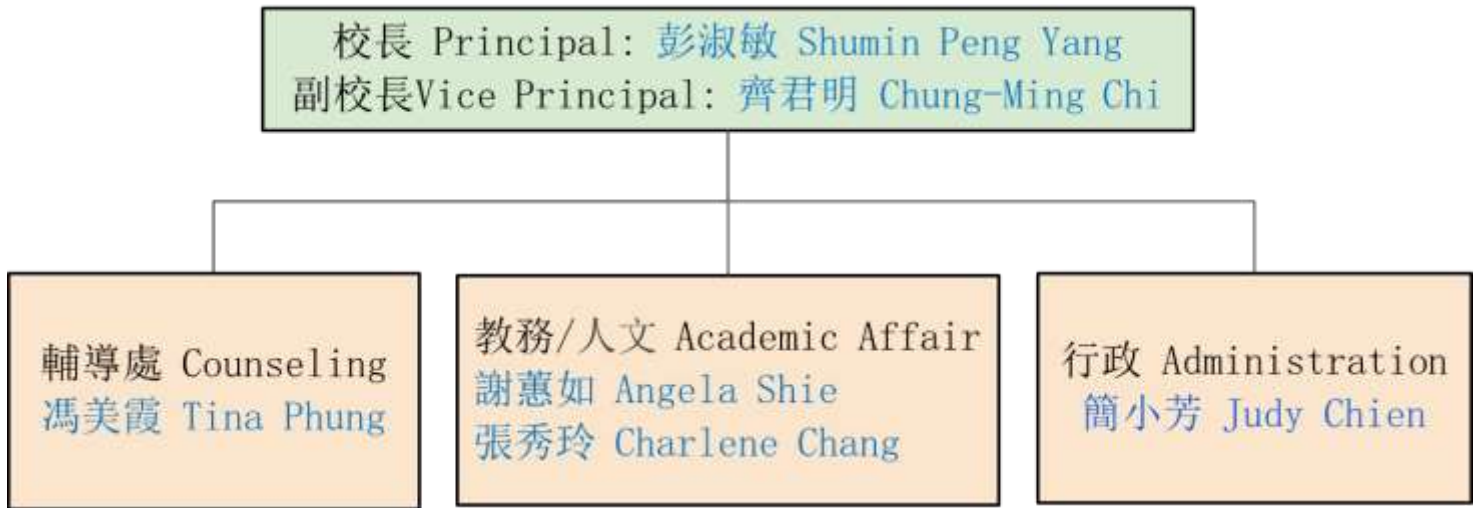 校長 Principal: 彭淑敏 Shumin Peng Yang
副校長Vice Principal: 齊君明 Chung-Ming Chi
輔導處 Counseling
馮美霞 Tina Phung
教務/人文 Academic Affair
謝蕙如 Angela Shie
張秀玲 Charlene Chang
行政 Administration
簡小芳 Judy Chien